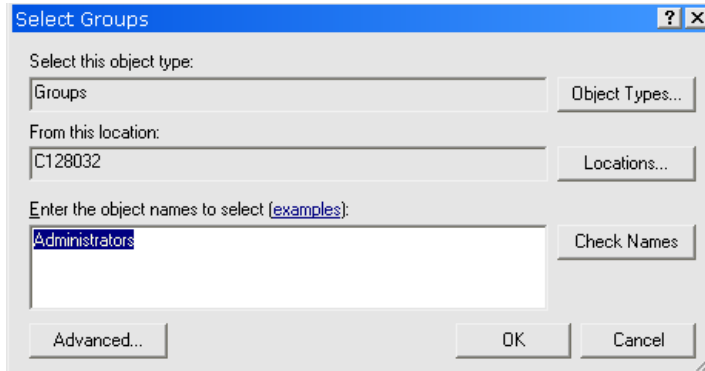 Select Groups
Select this object type:
Groups
Object Types...
From this location:
C128032
Locations...
Enter the object names to select (examples):
Administrators
Check Names
Advanced...
OK
Cancel